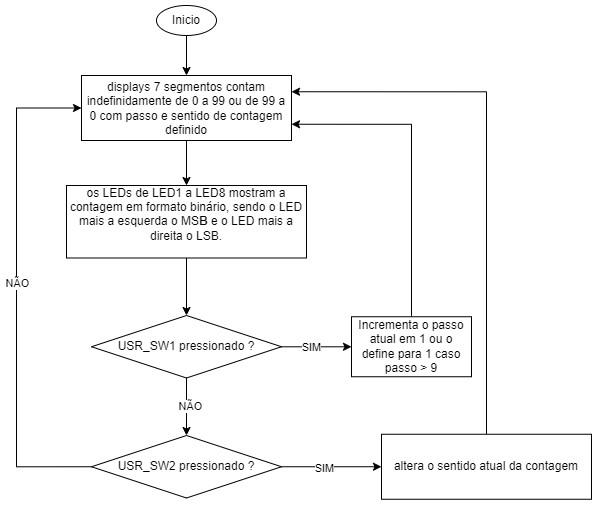 Inicio
displays 7 segmentos contam
indefinidamente de 0 a 99 ou de 99 a
0 com passo e sentido de contagem
definido
os LEDs de LED1 a LED8 mostram a
contagem em formato binário, sendo o LED
mais a esquerda o MSB e o LED mais a
direita o LSB.
NÃO
USR_SW1 pressionado ?
SIM
Incrementa o passo
atual em 1 ou o
define para 1 caso
passo > 9
NÃO
USR_SW2 pressionado ?
SIM
altera o sentido atual da contagem